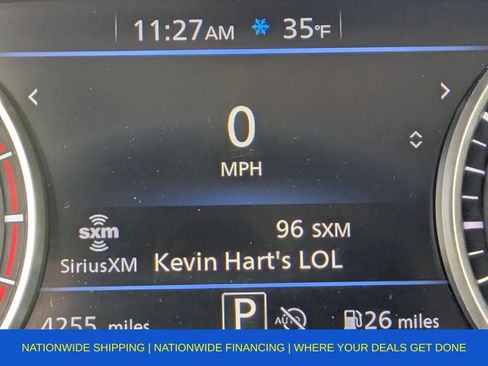 11:27AM 35°F
0
MPH
sxm
96 SXM
SiriusXM Kevin Hart's LOL
4255 miles P AUTO 26 miles
NATIONWIDE SHIPPING | NATIONWIDE FINANCING | WHERE YOUR DEALS GET DONE